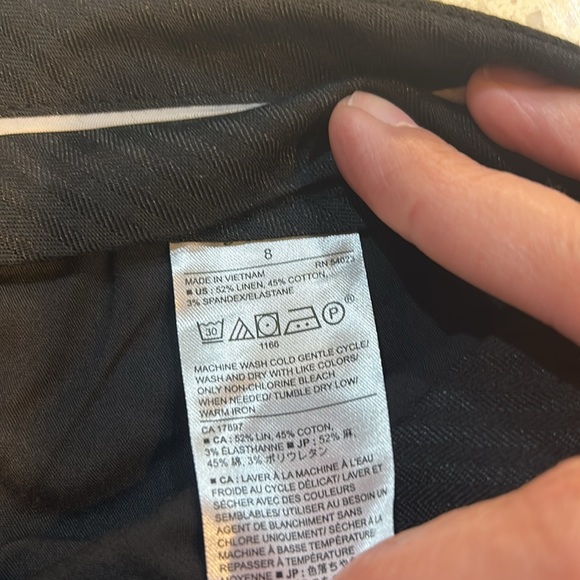 8
MADE IN VIETNAM RN 54023
■ US : 52% LINEN, 45% COTTON,
3% SPANDEX/ELASTANE
30 P ®
1166
MACHINE WASH COLD GENTLE CYCLE/
WASH AND DRY WITH LIKE COLORS/
ONLY NON-CHLORINE BLEACH
WHEN NEEDED/ TUMBLE DRY LOW/
WARM IRON
CA 17897
■ CA : 52% LIN, 45% COTON,
3% ÉLASTHANNE ■ JP : 52% 麻,
45% 綿, 3% ポリウレタン
■ CA : LAVER À LA MACHINE À L'EAU
FROIDE AU CYCLE DÉLICAT/ LAVER ET
SÉCHER AVEC DES COULEURS
SEMBLABLES/ UTILISER AU BESOIN UN
AGENT DE BLANCHIMENT SANS
CHLORE UNIQUEMENT/ SÉCHER À LA
MACHINE À BASSE TEMPÉRATURE/
REPASSER À TEMPÉRATURE
MOYENNE ■ JP : 色落ち